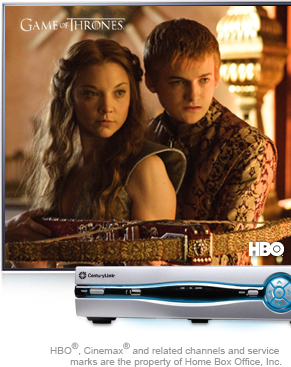 GAME OF THRONES
HBO
CenturyLink
HBO®, Cinemax® and related channels and service
marks are the property of Home Box Office, Inc.